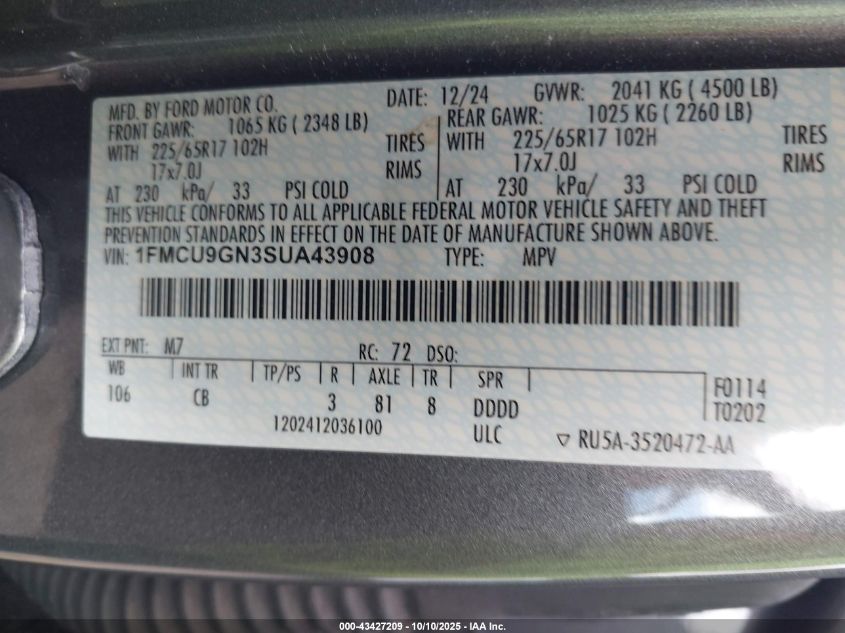 MFD. BY FORD MOTOR CO. DATE: 12/24 GVWR: 2041 KG ( 4500 LB)
FRONT GAWR: 1065 KG ( 2348 LB) REAR GAWR: 1025 KG ( 2260 LB)
WITH 225/65R17 102H TIRES WITH 225/65R17 102H TIRES
17x7.0J RIMS 17x7.0J RIMS
AT 230 kPa/ 33 PSI COLD AT 230 kPa/ 33 PSI COLD
THIS VEHICLE CONFORMS TO ALL APPLICABLE FEDERAL MOTOR VEHICLE SAFETY AND THEFT
PREVENTION STANDARDS IN EFFECT ON THE DATE OF MANUFACTURE SHOWN ABOVE.
VIN: 1FMCU9GN3SUA43908 TYPE: MPV
EXT PNT: M7 RC: 72 DSO:
WB INT TR TP/PS R AXLE TR SPR F0114
106 CB 3 81 8 DDDD T0202
1202412036100 ULC ▽ RU5A-3520472-AA
000-43427209 - 10/10/2025 - IAA Inc.